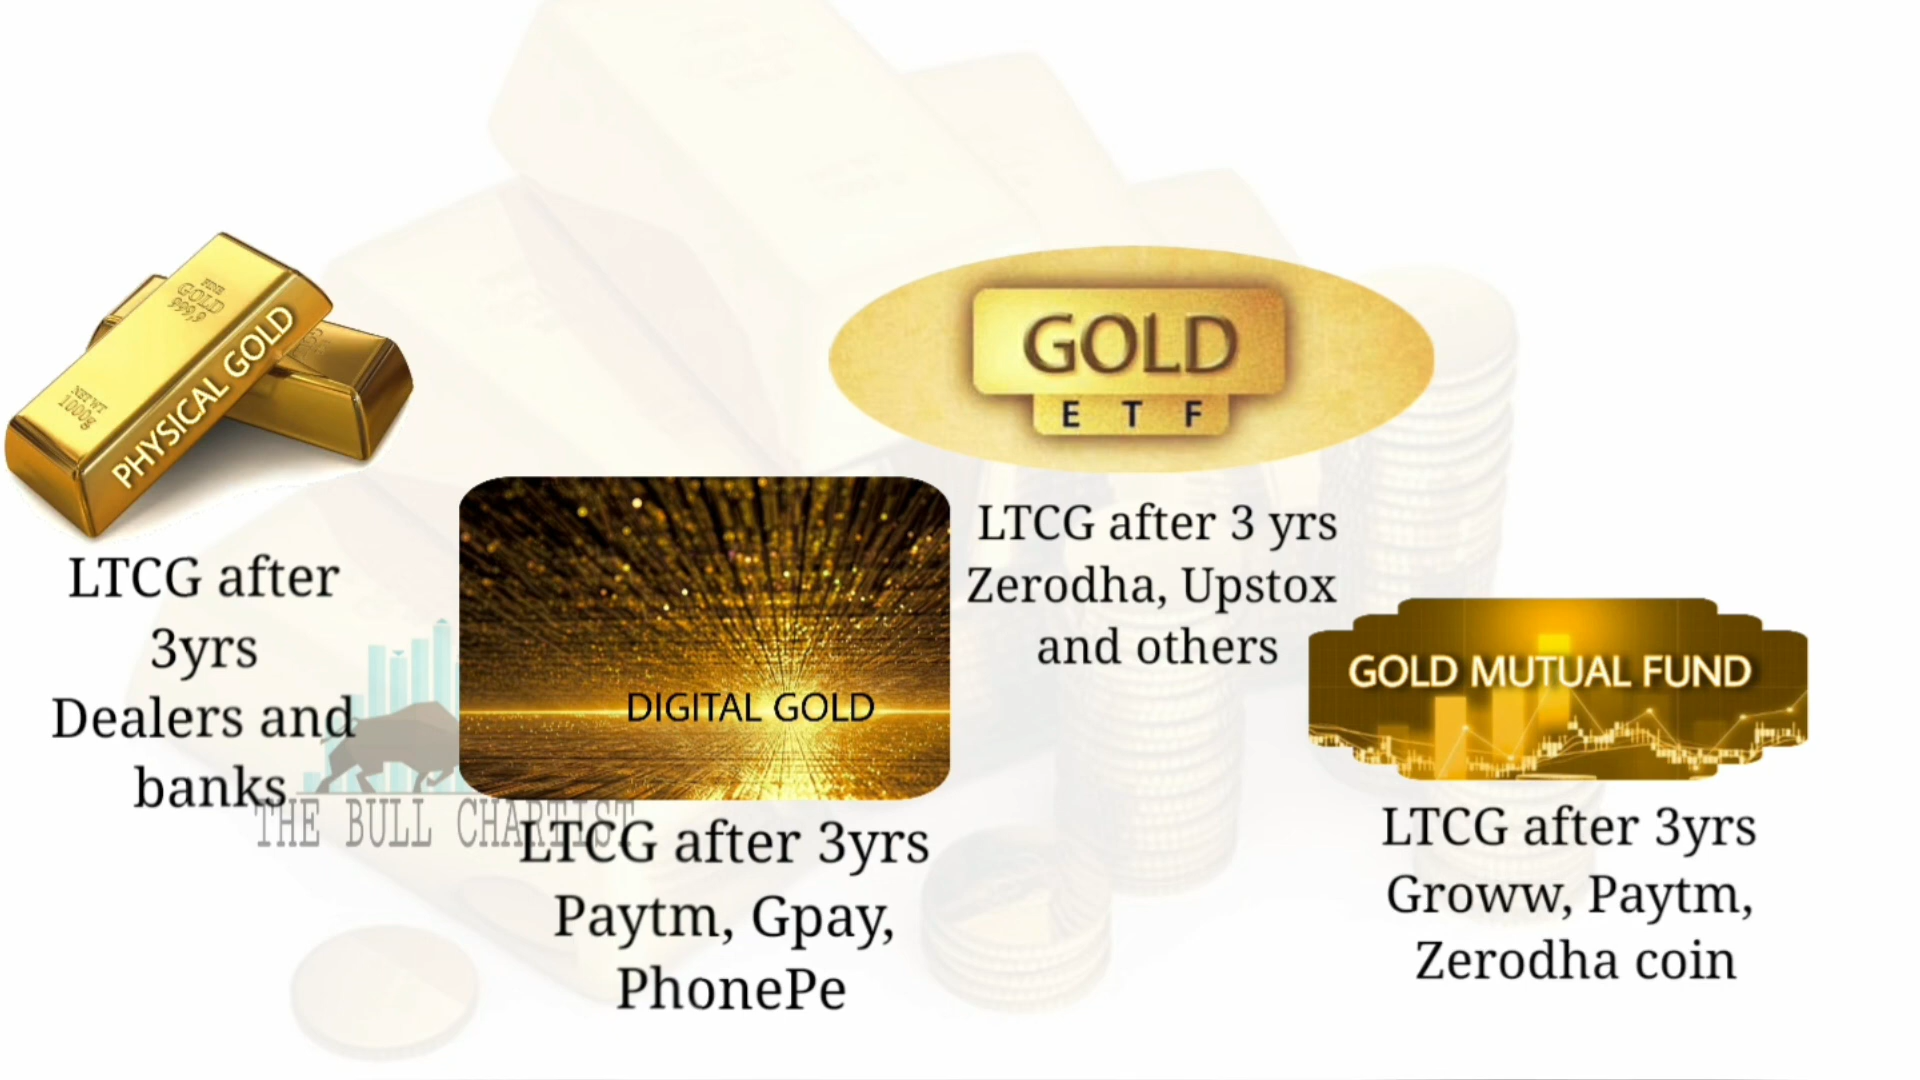 FINE
GOLD
999,9
NET WT
1000g
PHYSICAL GOLD
LTCG after
3yrs
Dealers and
banks
THE BULL CHARTIST
DIGITAL GOLD
LTCG after 3yrs
Paytm, Gpay,
PhonePe
GOLD
ETF
LTCG after 3 yrs
Zerodha, Upstox
and others
GOLD MUTUAL FUND
LTCG after 3yrs
Groww, Paytm,
Zerodha coin